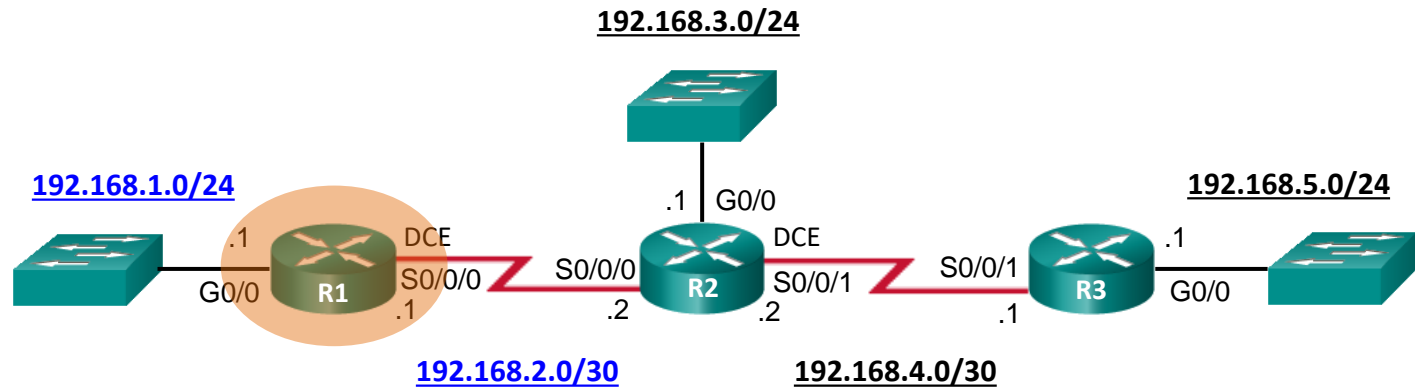 192.168.3.0/24
192.168.1.0/24
192.168.5.0/24
.1
G0/0
.1
DCE
DCE
.1
G0/0
R1
S0/0/0
.1
S0/0/0
.2
R2
S0/0/1
.2
S0/0/1
.1
R3
G0/0
192.168.2.0/30
192.168.4.0/30